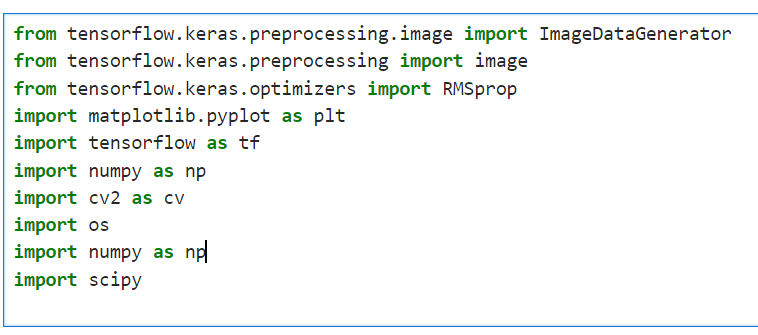 from tensorflow.keras.preprocessing.image import ImageDataGenerator
from tensorflow.keras.preprocessing import image
from tensorflow.keras.optimizers import RMSprop
import matplotlib.pyplot as plt
import tensorflow as tf
import numpy as np
import cv2 as cv
import os
import numpy as np
import scipy